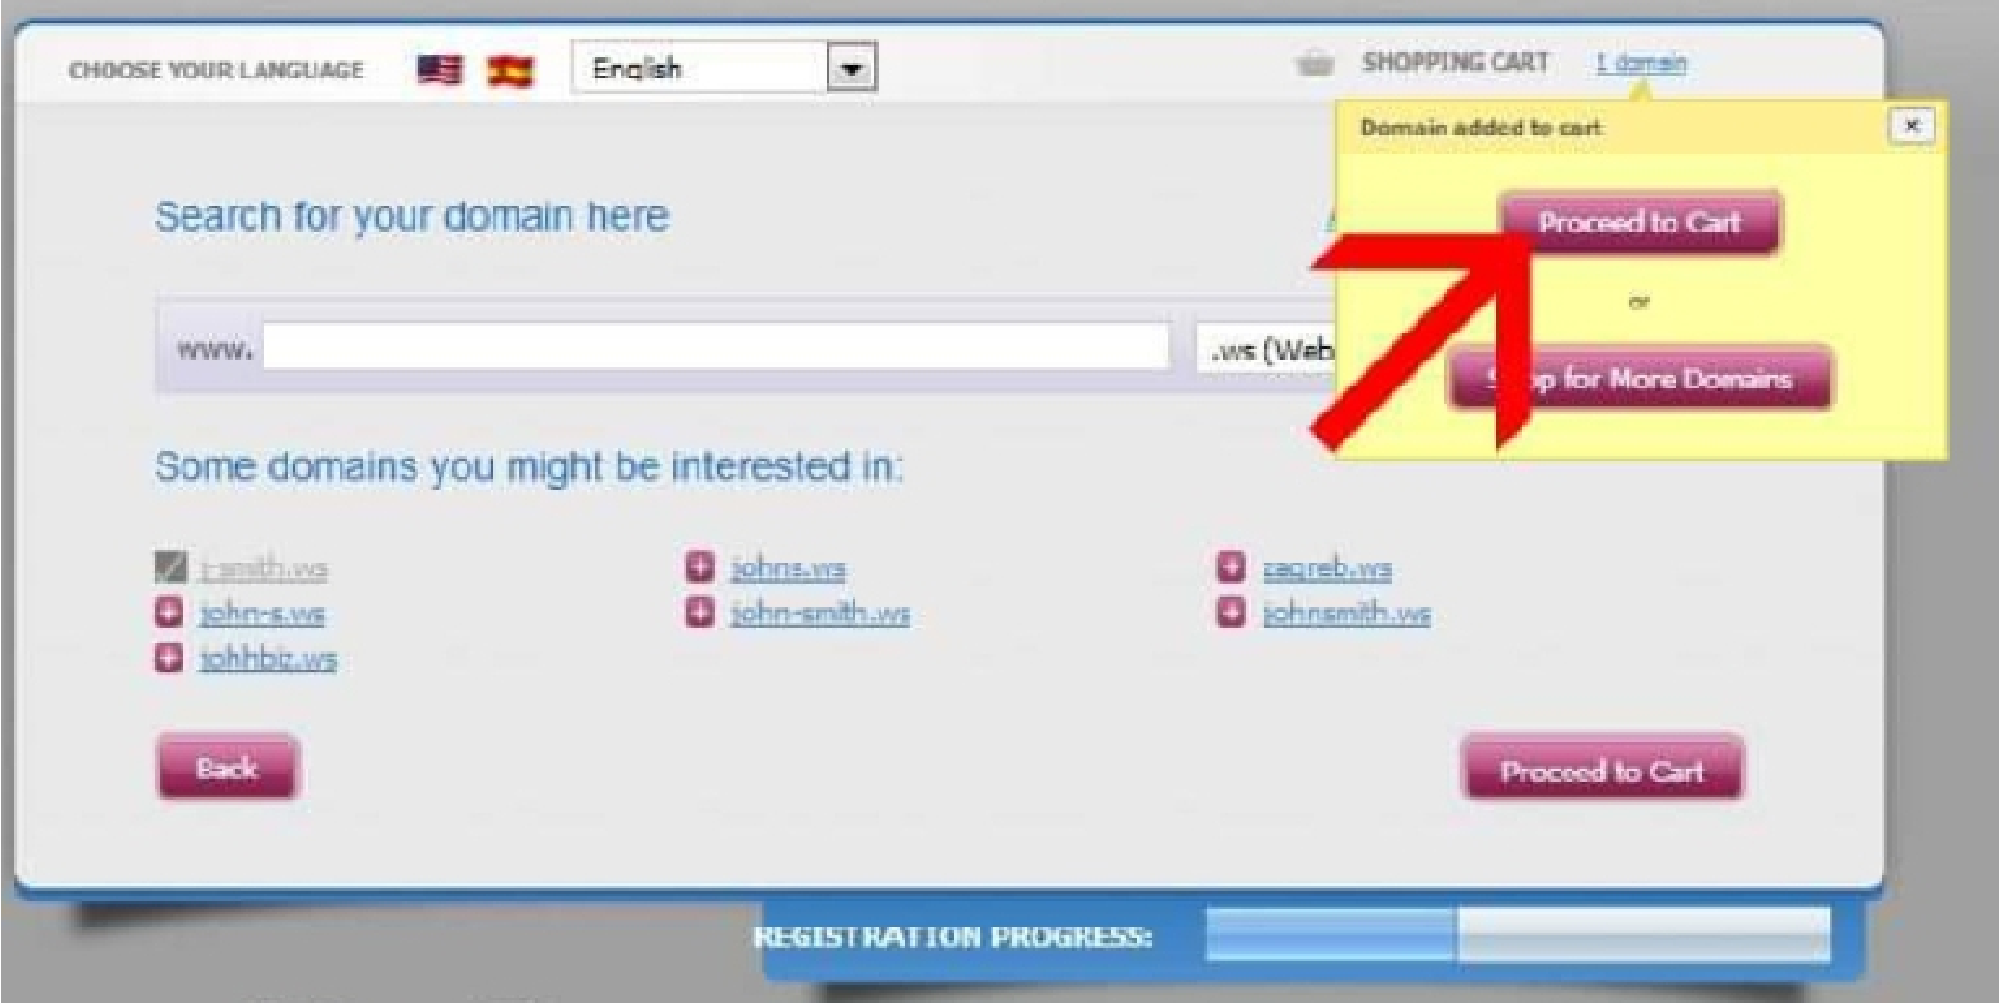 CHOOSE YOUR LANGUAGE English SHOPPING CART 1 domain
Domain added to cart x
Search for your domain here
Proceed to Cart
or
www. .ws (Web
for More Domains
Some domains you might be interested in:
j-smith.ws johns.ws zagreb.ws
john-s.ws john-smith.ws johnsmith.ws
johhbiz.ws
Back Proceed to Cart
REGISTRATION PROGRESS: